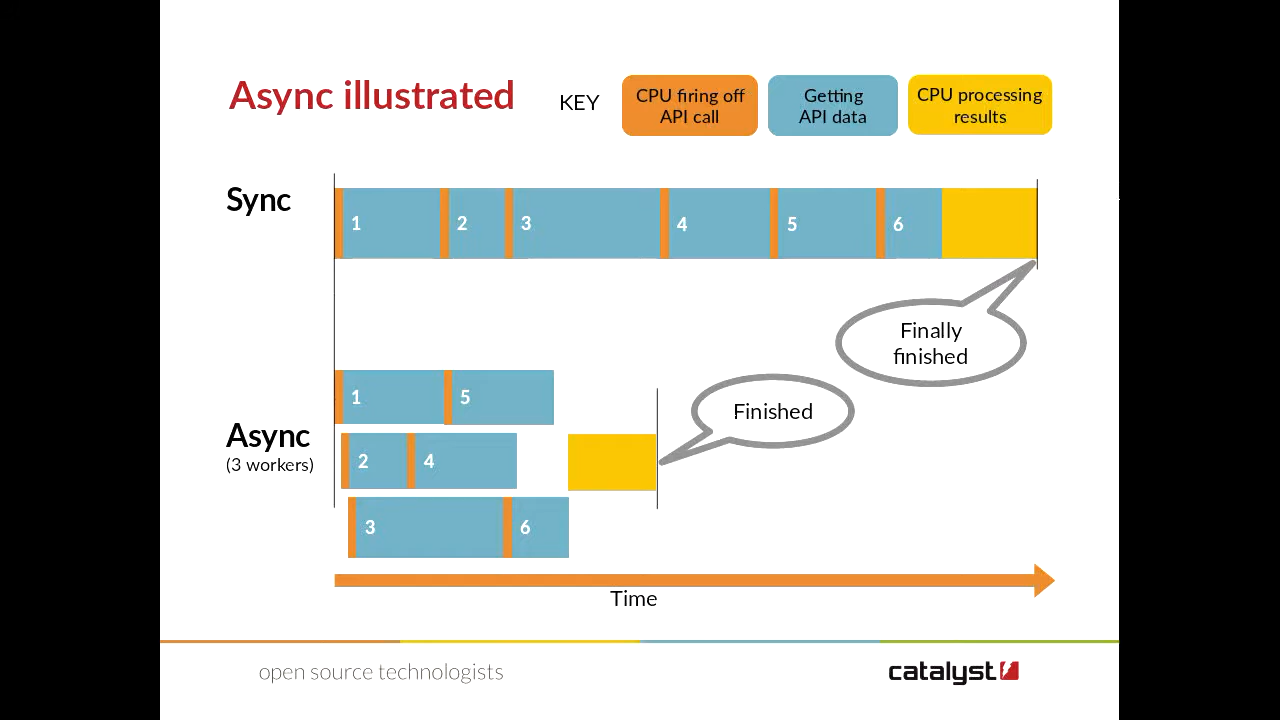 Async illustrated
KEY
CPU firing off
API call
Getting
API data
CPU processing
results
Sync
1 2 3 4 5 6
Finally
finished
Async
(3 workers)
1 5
2 4
3 6
Finished
Time
open source technologists
catalyst